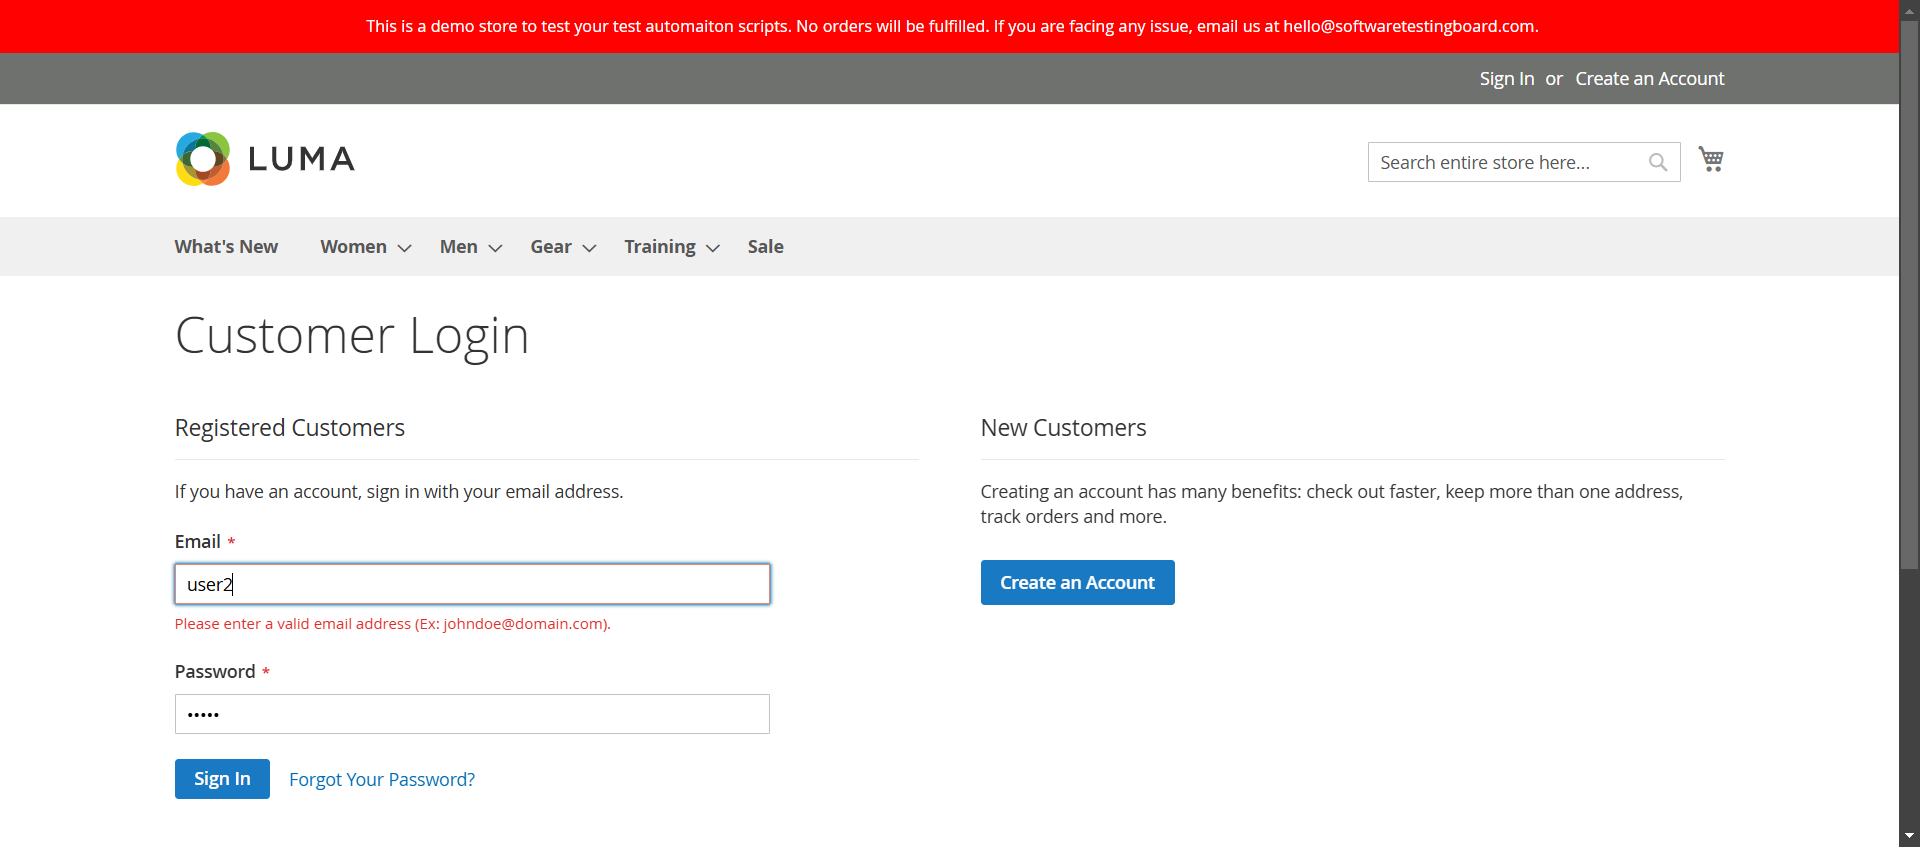 This is a demo store to test your test automaiton scripts. No orders will be fulfilled. If you are facing any issue, email us at hello@softwaretestingboard.com.
Sign In or Create an Account
LUMA
Search entire store here...
What's New Women Men Gear Training Sale
Customer Login
Registered Customers
If you have an account, sign in with your email address.
Email *
user2
Please enter a valid email address (Ex: johndoe@domain.com).
Password *
•••••
Sign In Forgot Your Password?
New Customers
Creating an account has many benefits: check out faster, keep more than one address,
track orders and more.
Create an Account